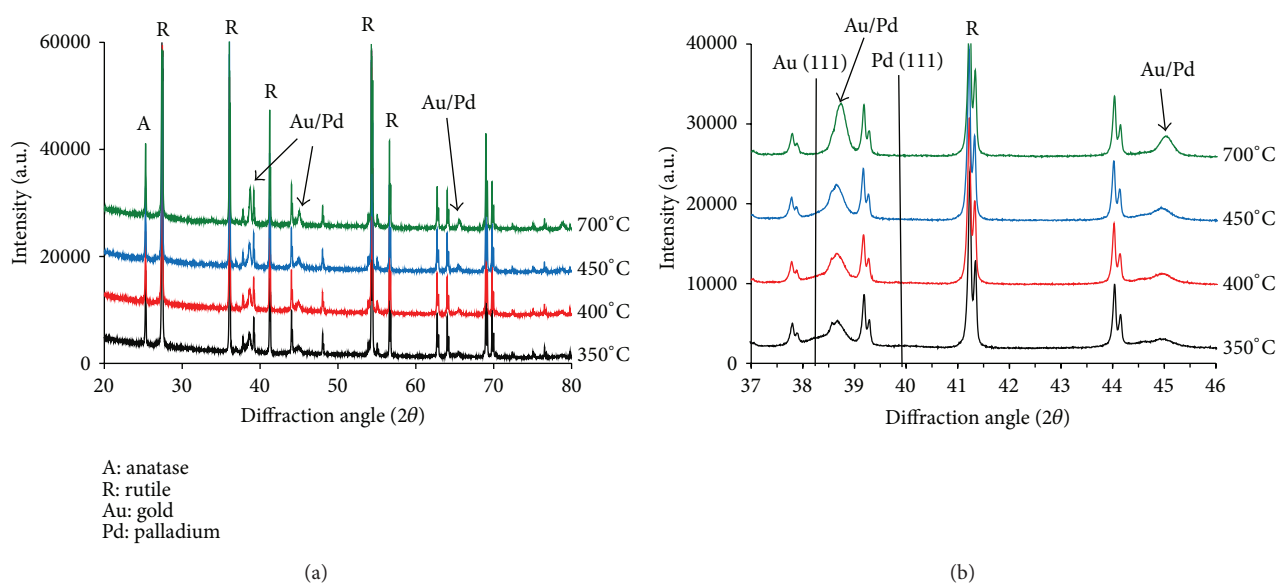 R
R
R
60000
R
Au/Pd
Au/Pd
A
R
40000
Intensity (a.u.)
700°C
20000
450°C
400°C
350°C
0
20
30
40
50
60
70
80
Diffraction angle (2θ)
A: anatase
R: rutile
Au: gold
Pd: palladium
(a)
Au/Pd
R
40000
Au (111)
Pd (111)
Au/Pd
30000
700°C
Intensity (a.u.)
20000
450°C
10000
400°C
350°C
0
37
38
39
40
41
42
43
44
45
46
Diffraction angle (2θ)
(b)